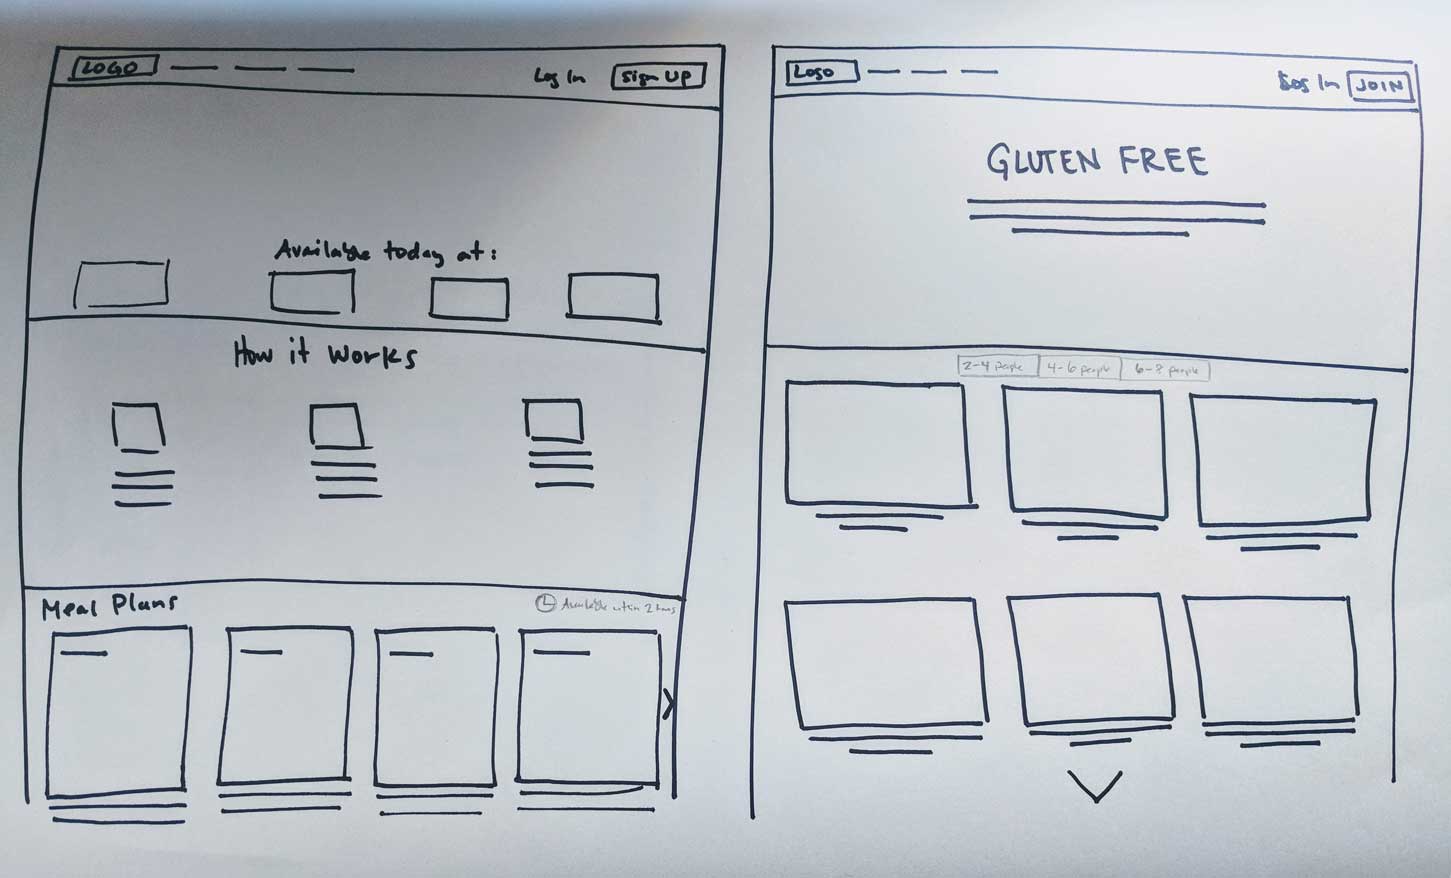 LOGO
Log In
Sign Up
Available today at:
How it works
Meal Plans
Available within 2 hours
Logo
Log In
JOIN
GLUTEN FREE
2-4 people
4-6 people
6-8 people